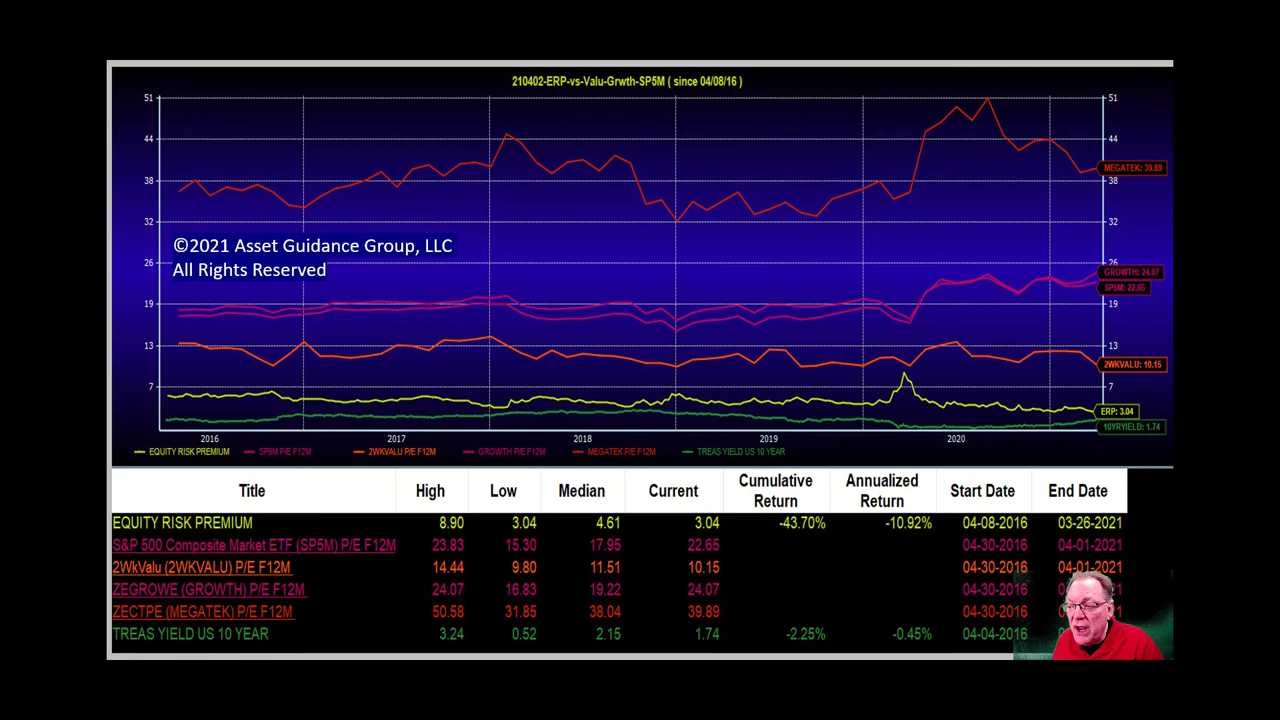 210402-ERP-vs-Valu-Grwth-SP5M ( since 04/08/16 )
51 51
44 44
MEGATEK: 39.89
38 38
32 32
©2021 Asset Guidance Group, LLC
All Rights Reserved
26 26
GROWTH: 24.07
SP5M: 22.65
19 19
13 13
2WKVALU: 10.15
7 7
ERP: 3.04
10YRYIELD: 1.74
2016 2017 2018 2019 2020
EQUITY RISK PREMIUM SP5M P/E F12M 2WKVALU P/E F12M GROWTH P/E F12M MEGATEK P/E F12M TREAS YIELD US 10 YEAR
Title High Low Median Current Cumulative Return Annualized Return Start Date End Date
EQUITY RISK PREMIUM 8.90 3.04 4.61 3.04 -43.70% -10.92% 04-08-2016 03-26-2021
S&P 500 Composite Market ETF (SP5M) P/E F12M 23.83 15.30 17.95 22.65 04-30-2016 04-01-2021
2WkValu (2WKVALU) P/E F12M 14.44 9.80 11.51 10.15 04-30-2016 04-01-2021
ZEGROWE (GROWTH) P/E F12M 24.07 16.83 19.22 24.07 04-30-2016
ZECTPE (MEGATEK) P/E F12M 50.58 31.85 38.04 39.89 04-30-2016
TREAS YIELD US 10 YEAR 3.24 0.52 2.15 1.74 -2.25% -0.45% 04-04-2016